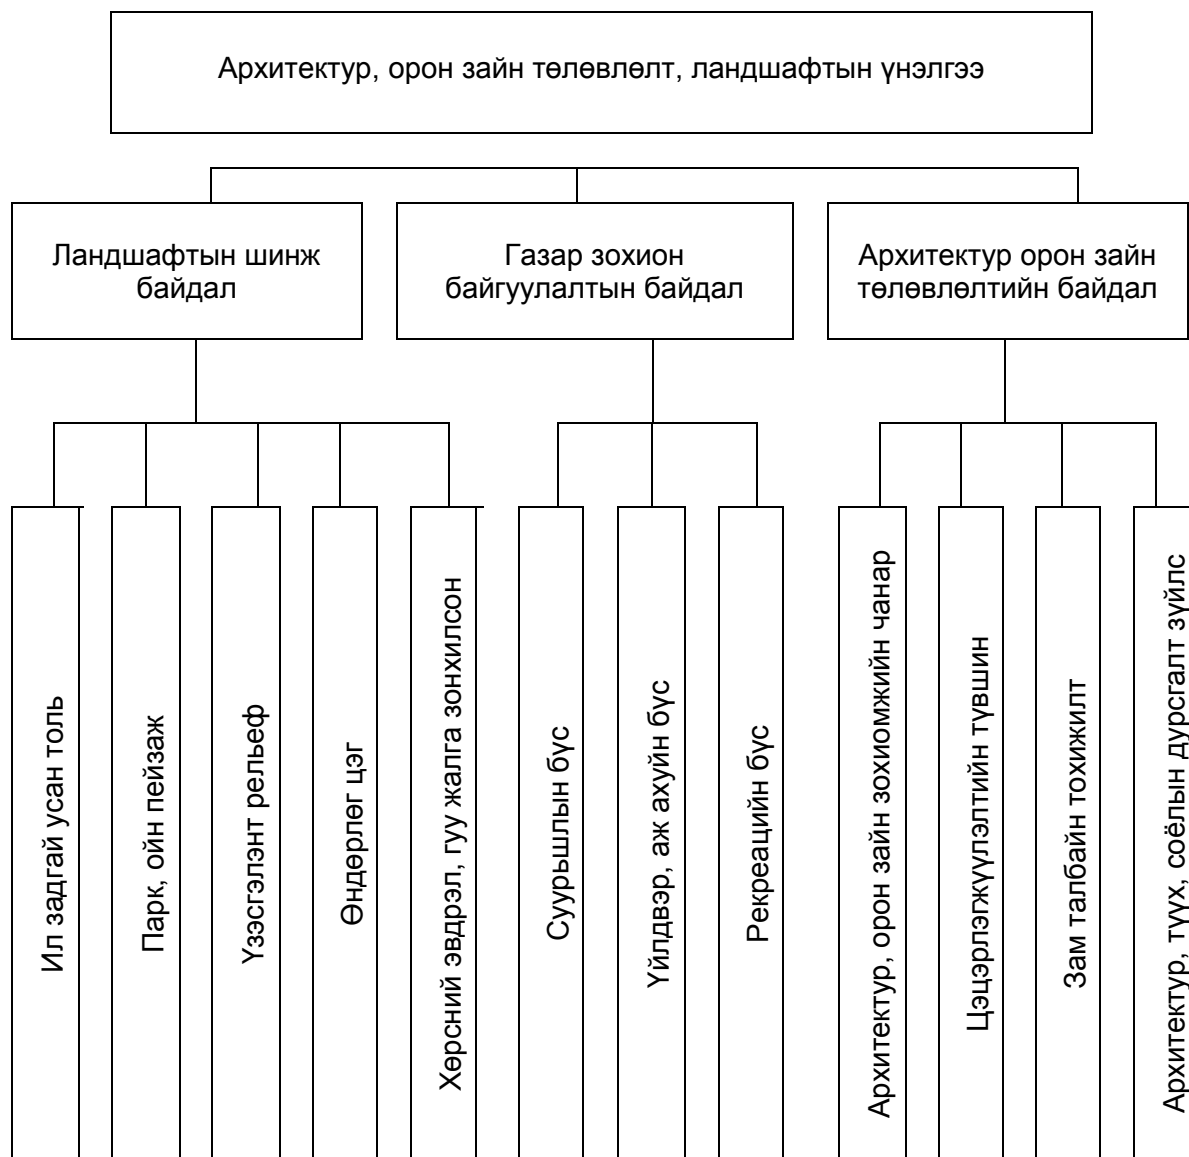 Архитектур, орон зайн төлөвлөлт, ландшафтын үнэлгээ
Ландшафтын шинж
байдал
Газар зохион
байгуулалтын байдал
Архитектур орон зайн
төлөвлөлтийн байдал
Ил задгай усан толь
Парк, ойн пейзаж
Үзэсгэлэнт рельеф
Өндөрлөг цэг
Хөрсний эвдрэл, гуу жалга зонхилсон
Суурьшлын бүс
Үйлдвэр, аж ахуйн бүс
Рекреацийн бүс
Архитектур, орон зайн зохиомжийн чанар
Цэцэрлэгжүүлэлтийн түвшин
Зам талбайн тохижилт
Архитектур, түүх, соёлын дурсгалт зүйлс